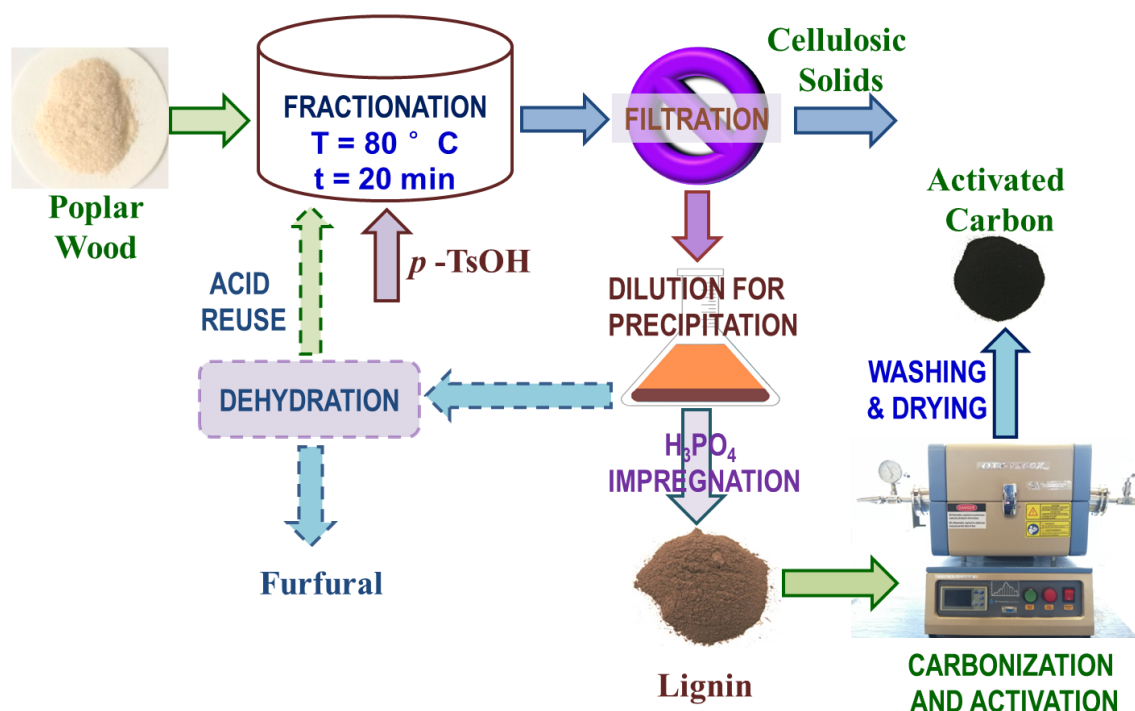 Cellulosic
Solids
FRACTIONATION
T = 80 ° C
t = 20 min
FILTRATION
Poplar
Wood
Activated
Carbon
p -TsOH
ACID
REUSE
DILUTION FOR
PRECIPITATION
DEHYDRATION
WASHING
& DRYING
H₃PO₄
IMPREGNATION
Furfural
Lignin
CARBONIZATION
AND ACTIVATION